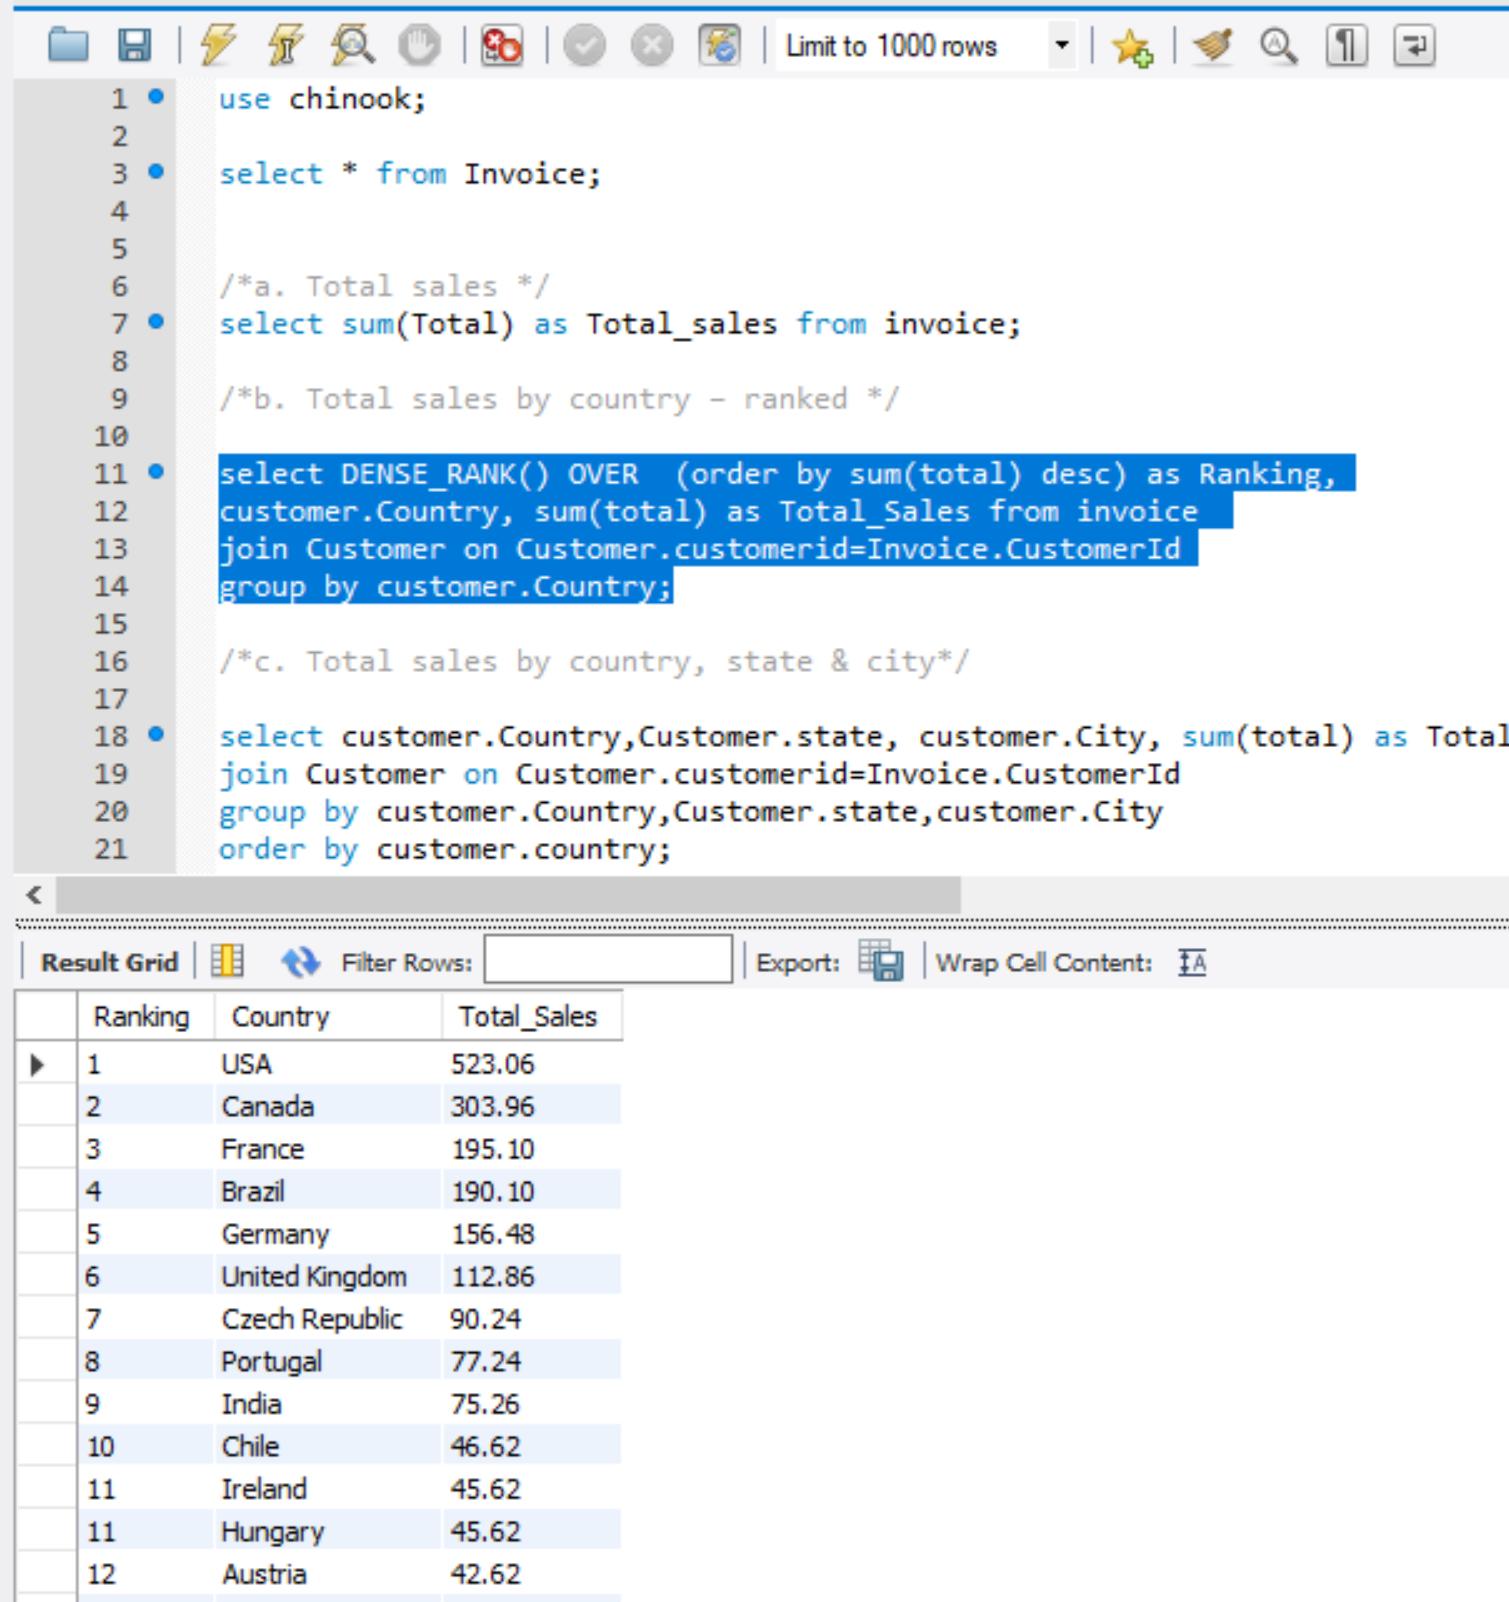 Limit to 1000 rows
1 use chinook;
2
3 select * from Invoice;
4
5
6 /*a. Total sales */
7 select sum(Total) as Total_sales from invoice;
8
9 /*b. Total sales by country – ranked */
10
11 select DENSE_RANK() OVER  (order by sum(total) desc) as Ranking,
12 customer.Country, sum(total) as Total_Sales from invoice
13 join Customer on Customer.customerid=Invoice.CustomerId
14 group by customer.Country;
15
16 /*c. Total sales by country, state & city*/
17
18 select customer.Country,Customer.state, customer.City, sum(total) as Total
19 join Customer on Customer.customerid=Invoice.CustomerId
20 group by customer.Country,Customer.state,customer.City
21 order by customer.country;
Result Grid Filter Rows: Export: Wrap Cell Content:
Ranking Country Total_Sales
1 USA 523.06
2 Canada 303.96
3 France 195.10
4 Brazil 190.10
5 Germany 156.48
6 United Kingdom 112.86
7 Czech Republic 90.24
8 Portugal 77.24
9 India 75.26
10 Chile 46.62
11 Ireland 45.62
11 Hungary 45.62
12 Austria 42.62